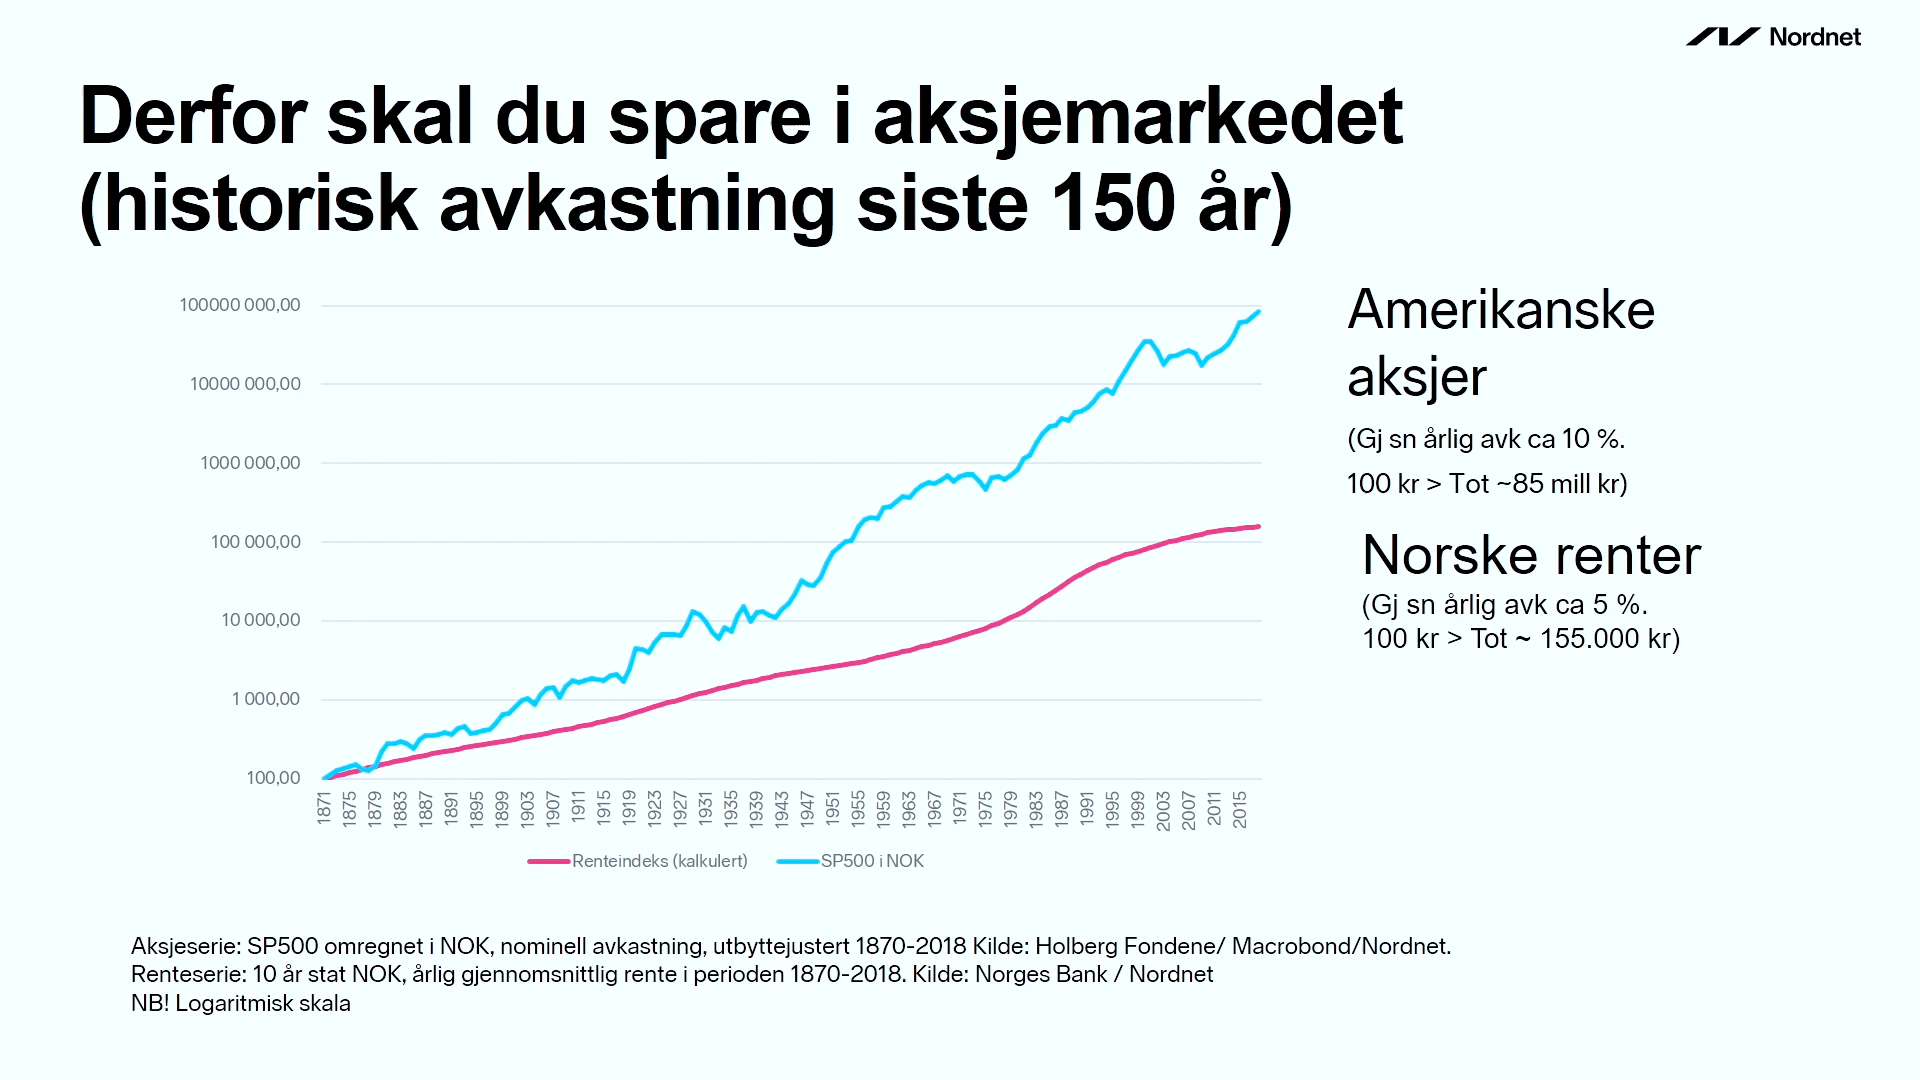 Nordnet
Derfor skal du spare i aksjemarkedet
(historisk avkastning siste 150 år)
100000 000,00
10000 000,00
1000 000,00
100 000,00
10 000,00
1 000,00
100,00
1871 1875 1879 1883 1887 1891 1895 1899 1903 1907 1911 1915 1919 1923 1927 1931 1935 1939 1943 1947 1951 1955 1959 1963 1967 1971 1975 1979 1983 1987 1991 1995 1999 2003 2007 2011 2015
Renteindeks (kalkulert) SP500 i NOK
Amerikanske
aksjer
(Gj sn årlig avk ca 10 %.
100 kr > Tot ~85 mill kr)
Norske renter
(Gj sn årlig avk ca 5 %.
100 kr > Tot ~ 155.000 kr)
Aksjeserie: SP500 omregnet i NOK, nominell avkastning, utbyttejustert 1870-2018 Kilde: Holberg Fondene/ Macrobond/Nordnet.
Renteserie: 10 år stat NOK, årlig gjennomsnittlig rente i perioden 1870-2018. Kilde: Norges Bank / Nordnet
NB! Logaritmisk skala